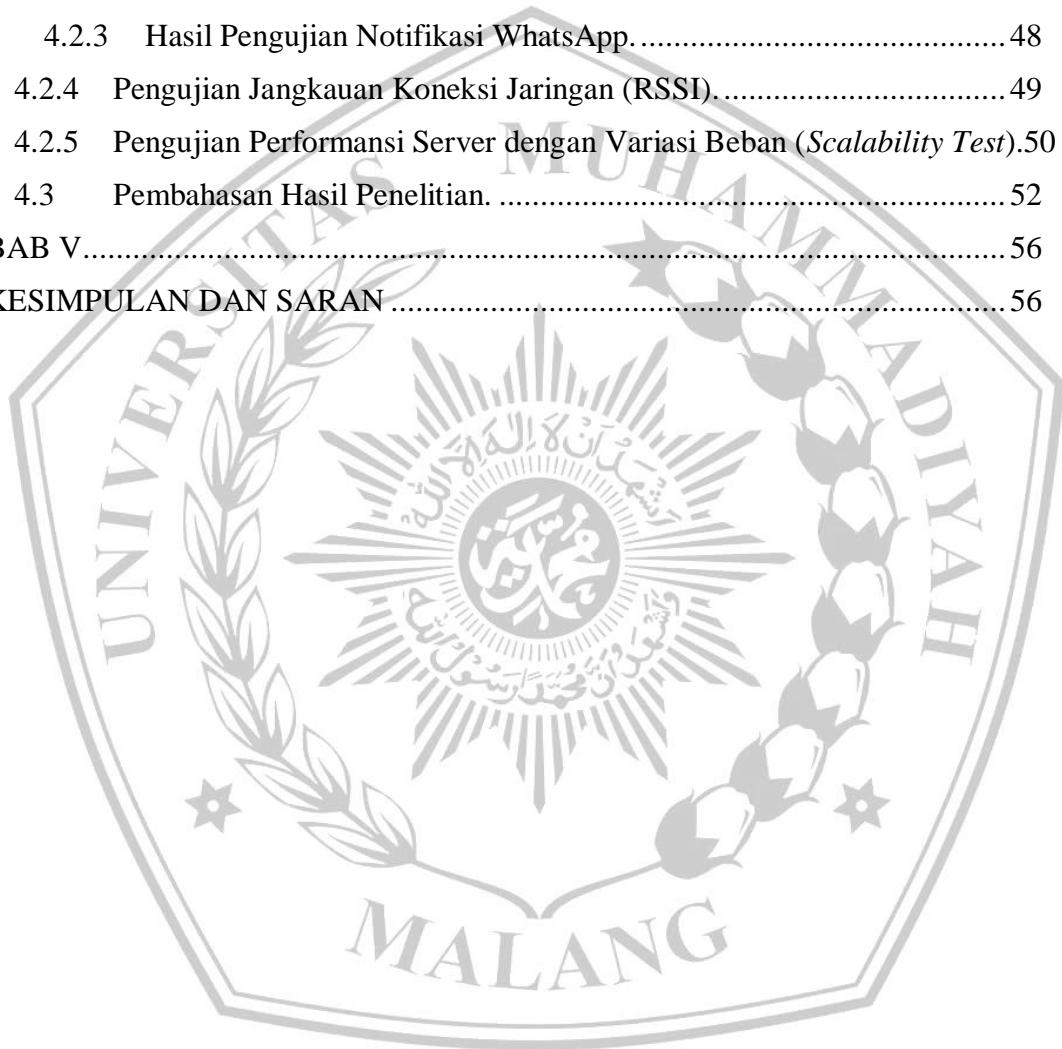 4.2.3 Hasil Pengujian Notifikasi WhatsApp. .......................................... 48
4.2.4 Pengujian Jangkauan Koneksi Jaringan (RSSI). ................................. 49
4.2.5 Pengujian Performansi Server dengan Variasi Beban (Scalability Test).50
4.3 Pembahasan Hasil Penelitian. .......................................................... 52
BAB V............................................................................................................ 56
KESIMPULAN DAN SARAN ....................................................................... 56
UNIVERSITAS MUHAMMADIYAH
MALANG